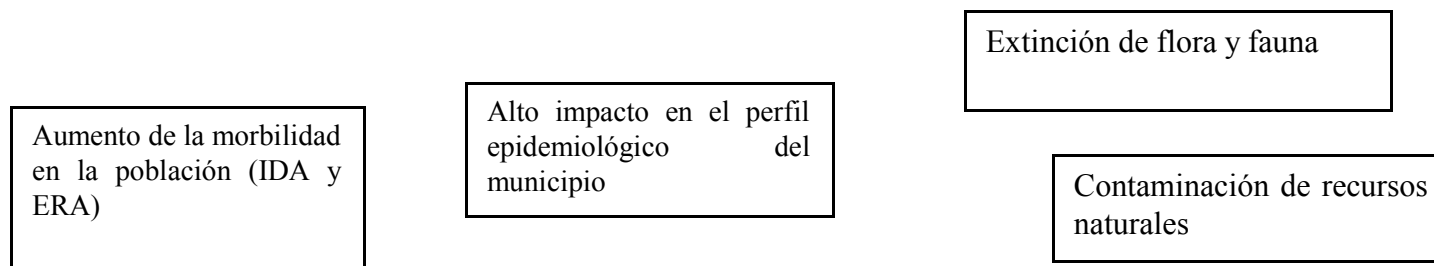 Aumento de la morbilidad
en la población (IDA y
ERA)
Alto impacto en el perfil
epidemiológico del
municipio
Extinción de flora y fauna
Contaminación de recursos
naturales